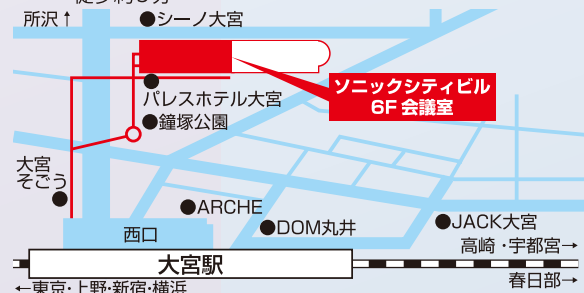 所沢↑
●シーノ大宮
ソニックシティビル
6F 会議室
パレスホテル大宮
●鐘塚公園
大宮
そごう
●ARCHE
●DOM丸井
●JACK大宮
西口
高崎・宇都宮→
大宮駅
春日部→
←東京・上野・新宿・横浜